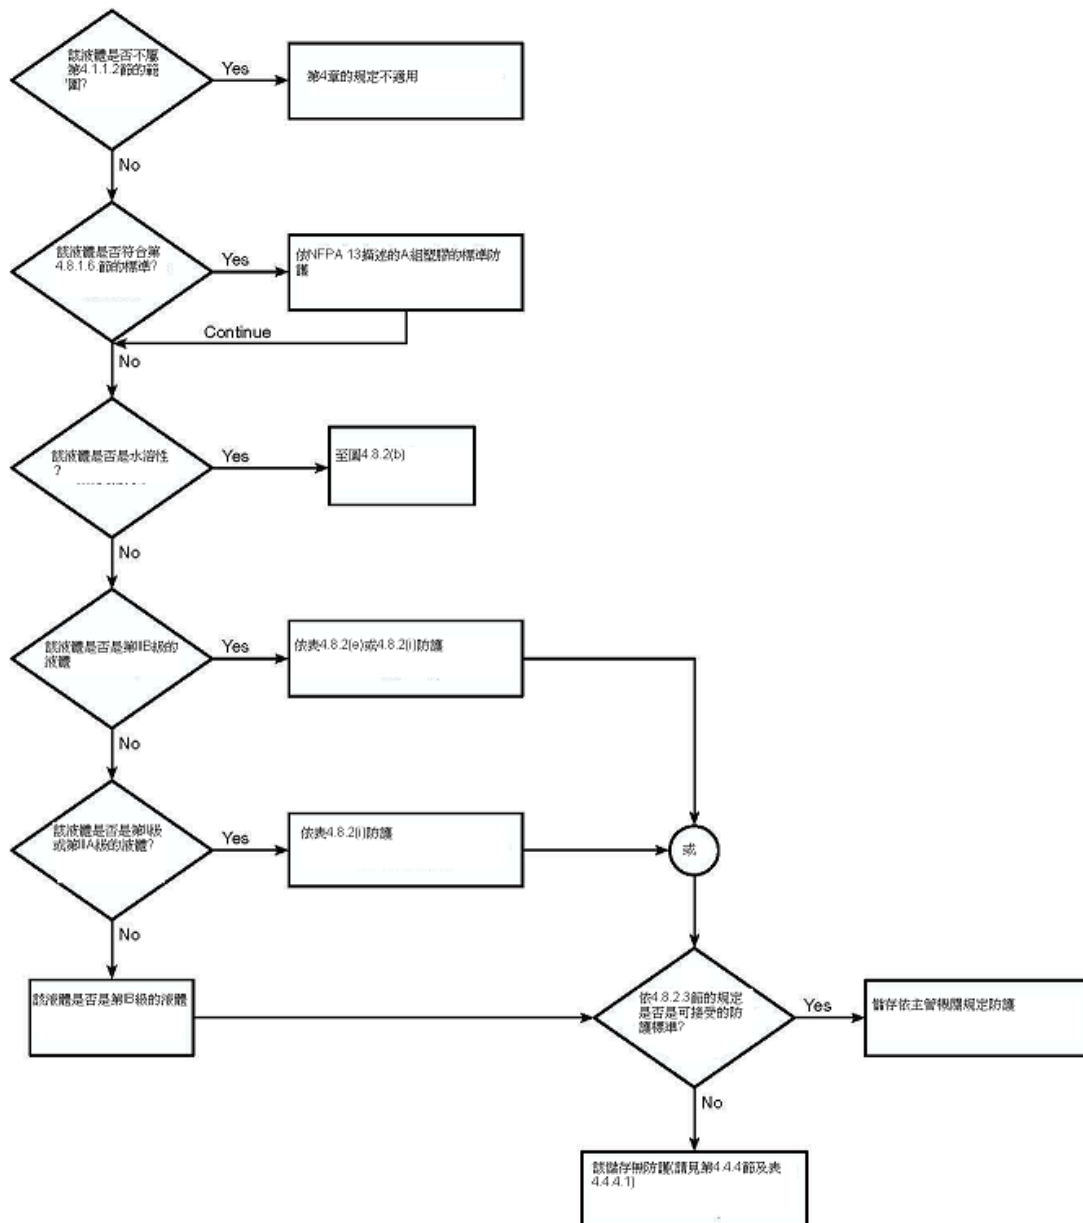 該液體是否不屬
第4.1.1.2節的範
圍?
Yes
第4章的規定不適用
No
該液體是否符合第
4.8.1.6.節的標準?
Yes
依NFPA 13描述的A組塑膠的標準防
護
Continue
No
該液體是否是水溶性
?
Yes
至圖4.8.2(b)
No
該液體是否是第IIIB級的
液體
Yes
依表4.8.2(e)或4.8.2(i)防護
No
該液體是否是第II級
或第IIIA級的液體?
Yes
依表4.8.2(i)防護
或
No
該液體是否是第IB級的液體
依4.8.2.3節的規定
是否是可接受的防
護標準?
Yes
儲存依主管機關規定防護
No
該儲存無防護(請見第4.4.4節及表
4.4.4.1)